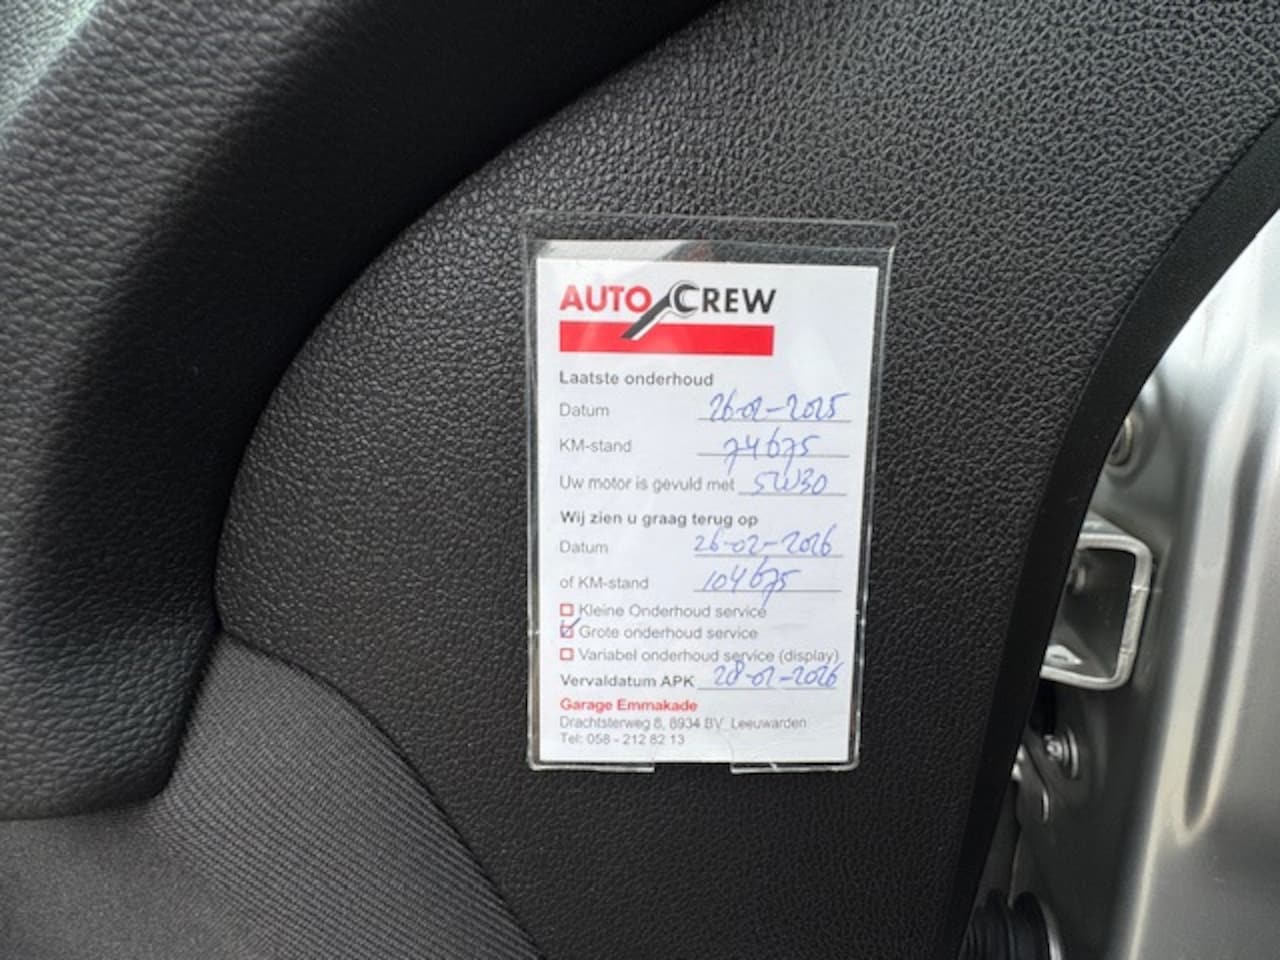 AUTO CREW
Laatste onderhoud
Datum 26-02-2025
KM-stand 74675
Uw motor is gevuld met 5W30
Wij zien u graag terug op
Datum 26-02-2026
of KM-stand 104675
Kleine Onderhoud service
Grote onderhoud service
Variabel onderhoud service (display)
Vervaldatum APK 28-02-2026
Garage Emmakade
Drachtsterweg 8, 8934 BV Leeuwarden
Tel: 058 - 212 82 13